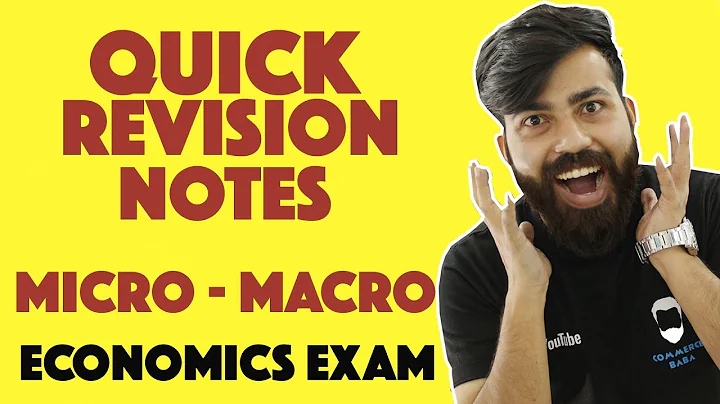 QUICK
REVISION
NOTES
MICRO - MACRO
ECONOMICS EXAM
YouTube
COMMERCE
BABA